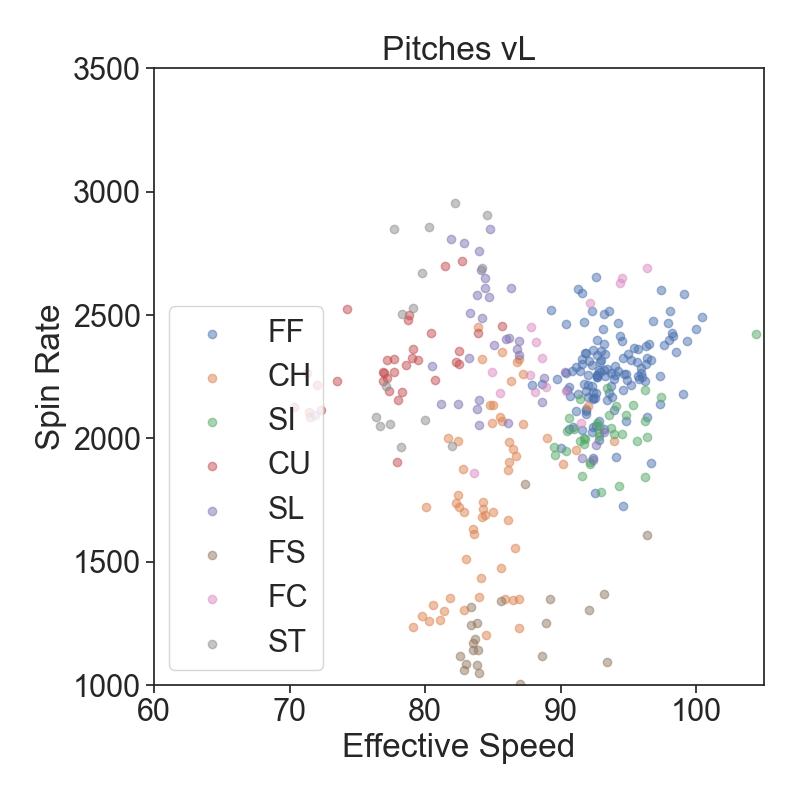 Pitches vL
3500
3000
2500
2000
1500
1000
Spin Rate
FF
CH
SI
CU
SL
FS
FC
ST
60 70 80 90 100
Effective Speed